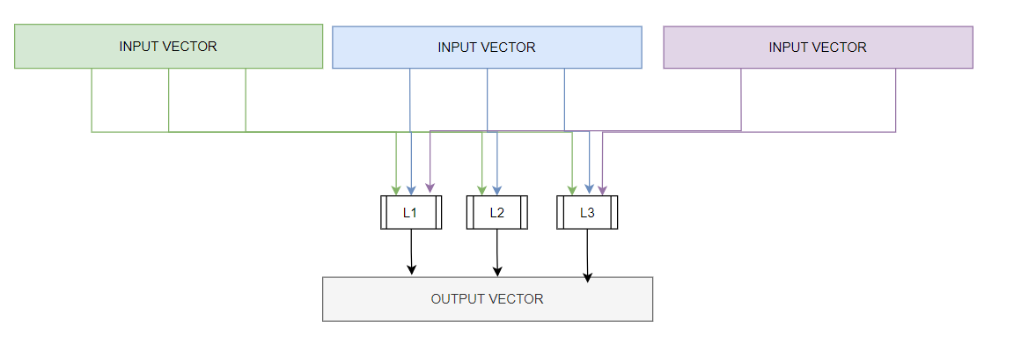 INPUT VECTOR
INPUT VECTOR
INPUT VECTOR
L1
L2
L3
OUTPUT VECTOR